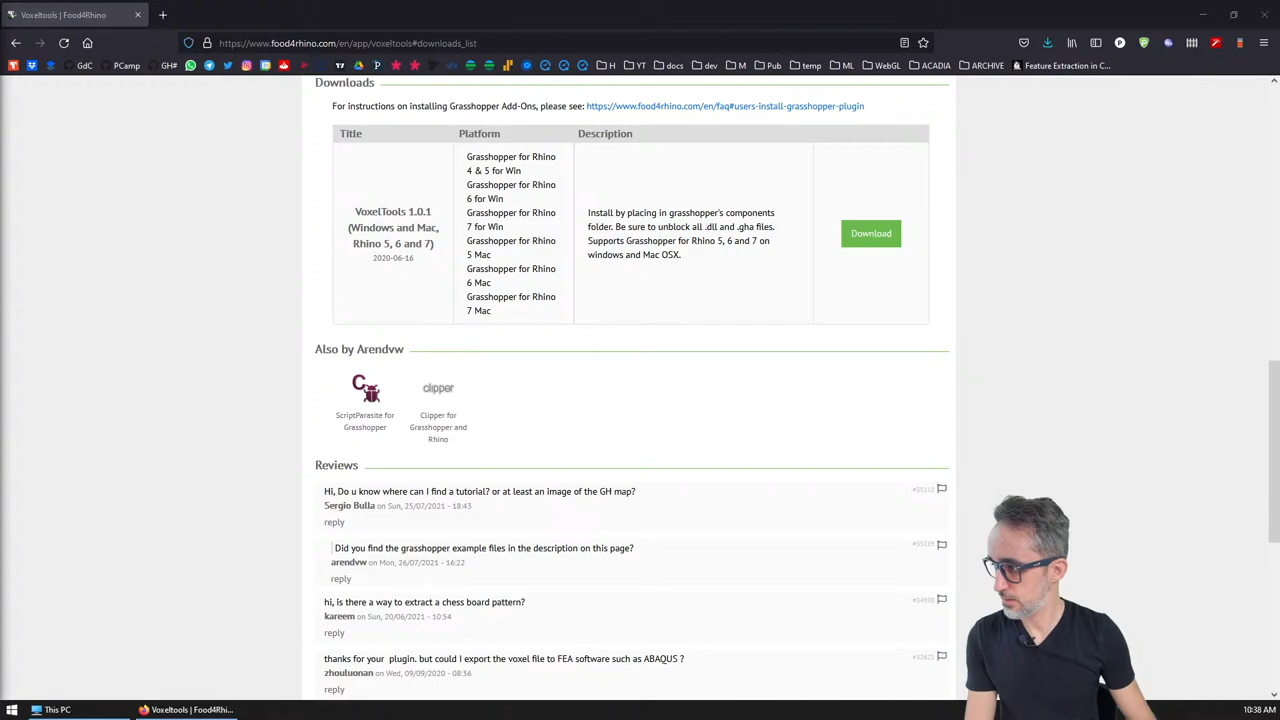 Voxeltools | Food4Rhino
https://www.food4rhino.com/en/app/voxeltools#downloads_list
GdC PCamp GH# H YT docs dev M Pub temp ML WebGL ACADIA ARCHIVE Feature Extraction in C...
Downloads
For instructions on installing Grasshopper Add-Ons, please see: https://www.food4rhino.com/en/faq#users-install-grasshopper-plugin
Title Platform Description
VoxelTools 1.0.1
(Windows and Mac,
Rhino 5, 6 and 7)
2020-06-16
Grasshopper for Rhino
4 & 5 for Win
Grasshopper for Rhino
6 for Win
Grasshopper for Rhino
7 for Win
Grasshopper for Rhino
5 Mac
Grasshopper for Rhino
6 Mac
Grasshopper for Rhino
7 Mac
Install by placing in grasshopper's components
folder. Be sure to unblock all .dll and .gha files.
Supports Grasshopper for Rhino 5, 6 and 7 on
windows and Mac OSX.
Download
Also by Arendvw
ScriptParasite for
Grasshopper
clipper
Clipper for
Grasshopper and
Rhino
Reviews
Hi, Do u know where can I find a tutorial? or at least an image of the GH map?
Sergio Bulla on Sun, 25/07/2021 - 18:43
reply
Did you find the grasshopper example files in the description on this page?
arendvw on Mon, 26/07/2021 - 16:22
reply
hi, is there a way to extract a chess board pattern?
kareem on Sun, 20/06/2021 - 10:54
reply
thanks for your plugin. but could I export the voxel file to FEA software such as ABAQUS ?
zhouluonan on Wed, 09/09/2020 - 08:36
reply
This PC
Voxeltools | Food4Rhi...
10:38 AM